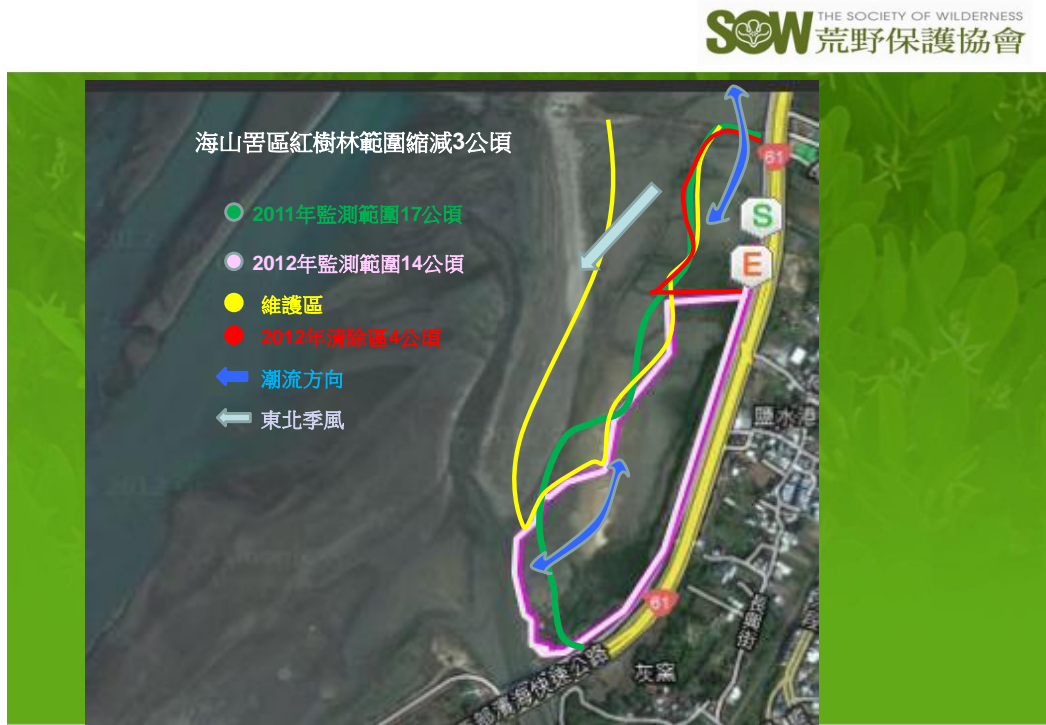 SOW THE SOCIETY OF WILDERNESS
荒野保護協會
海山罟區紅樹林範圍縮減3公頃
2011年監測範圍17公頃
2012年監測範圍14公頃
維護區
2012年清除區4公頃
潮流方向
東北季風
61
S
E
鹽水港
61
長興街
灰窯